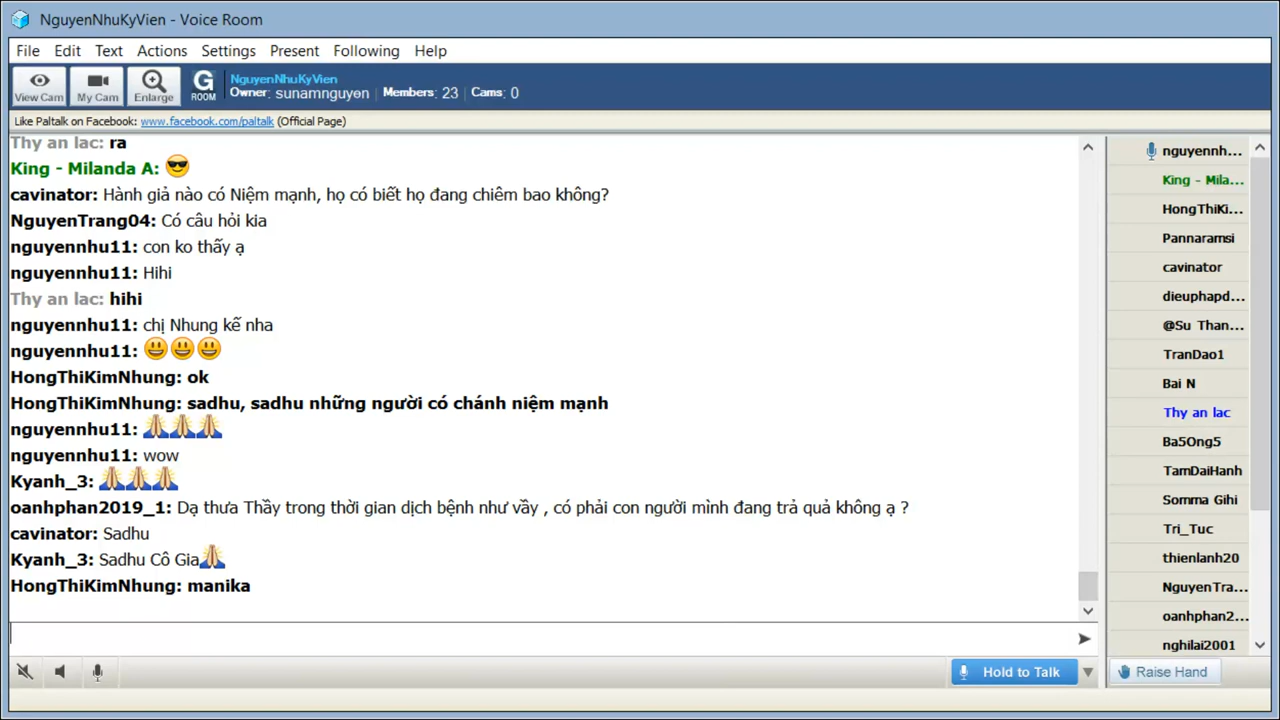 NguyenNhuKyVien - Voice Room
File Edit Text Actions Settings Present Following Help
View Cam My Cam Enlarge G ROOM NguyenNhuKyVien
Owner: sunamnguyen Members: 23 Cams: 0
Like Paltalk on Facebook: www.facebook.com/paltalk (Official Page)
Thy an lac: ra
King - Milanda A:
cavinator: Hành giả nào có Niệm mạnh, họ có biết họ đang chiêm bao không?
NguyenTrang04: Có câu hỏi kia
nguyennhu11: con ko thấy ạ
nguyennhu11: Hihi
Thy an lac: hihi
nguyennhu11: chị Nhung kế nha
nguyennhu11:
HongThiKimNhung: ok
HongThiKimNhung: sadhu, sadhu những người có chánh niệm mạnh
nguyennhu11:
nguyennhu11: wow
Kyanh_3:
oanhphan2019_1: Dạ thưa Thầy trong thời gian dịch bệnh như vầy , có phải con người mình đang trả quả không ạ ?
cavinator: Sadhu
Kyanh_3: Sadhu Cô Gia
HongThiKimNhung: manika
nguyennh...
King - Mila...
HongThiKi...
Pannaramsi
cavinator
dieuphapd...
@Su Than...
TranDao1
Bai N
Thy an lac
Ba5Ong5
TamDaiHanh
Somma Gihi
Tri_Tuc
thienlanh20
NguyenTra...
oanhphan2...
nghilai2001
Hold to Talk
Raise Hand